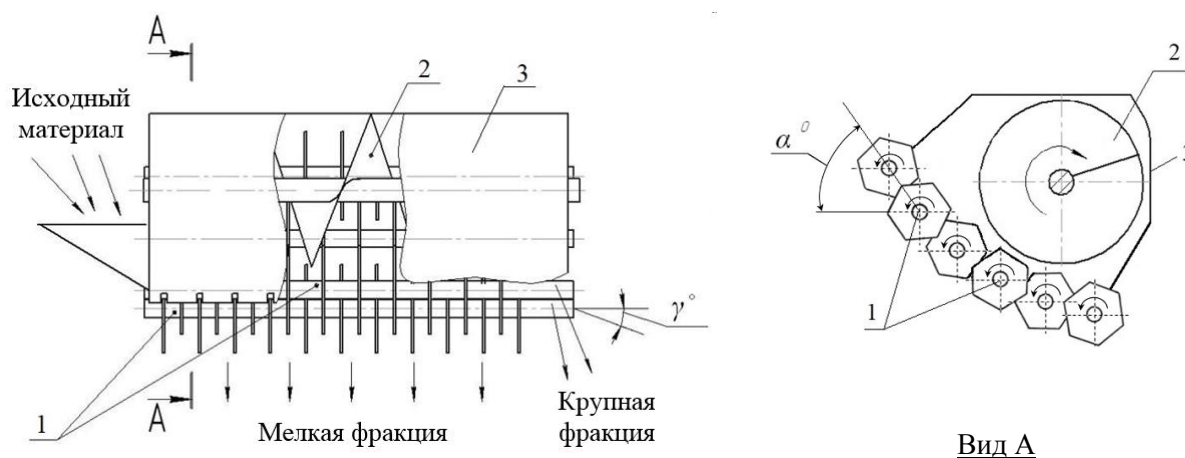 А
2
3
Исходный
материал
γ°
1
А
Мелкая фракция
Крупная
фракция
2
α°
1
Вид А